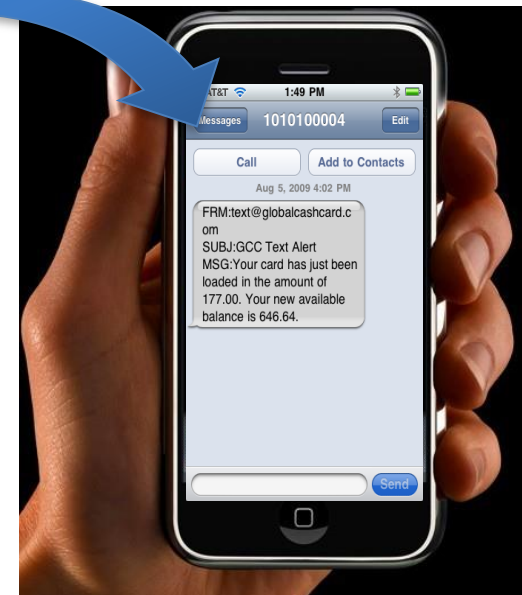 AT&T 1:49 PM
Messages 1010100004 Edit
Call Add to Contacts
Aug 5, 2009 4:02 PM
FRM:text@globalcashcard.c
om
SUBJ:GCC Text Alert
MSG:Your card has just been
loaded in the amount of
177.00. Your new available
balance is 646.64.
Send